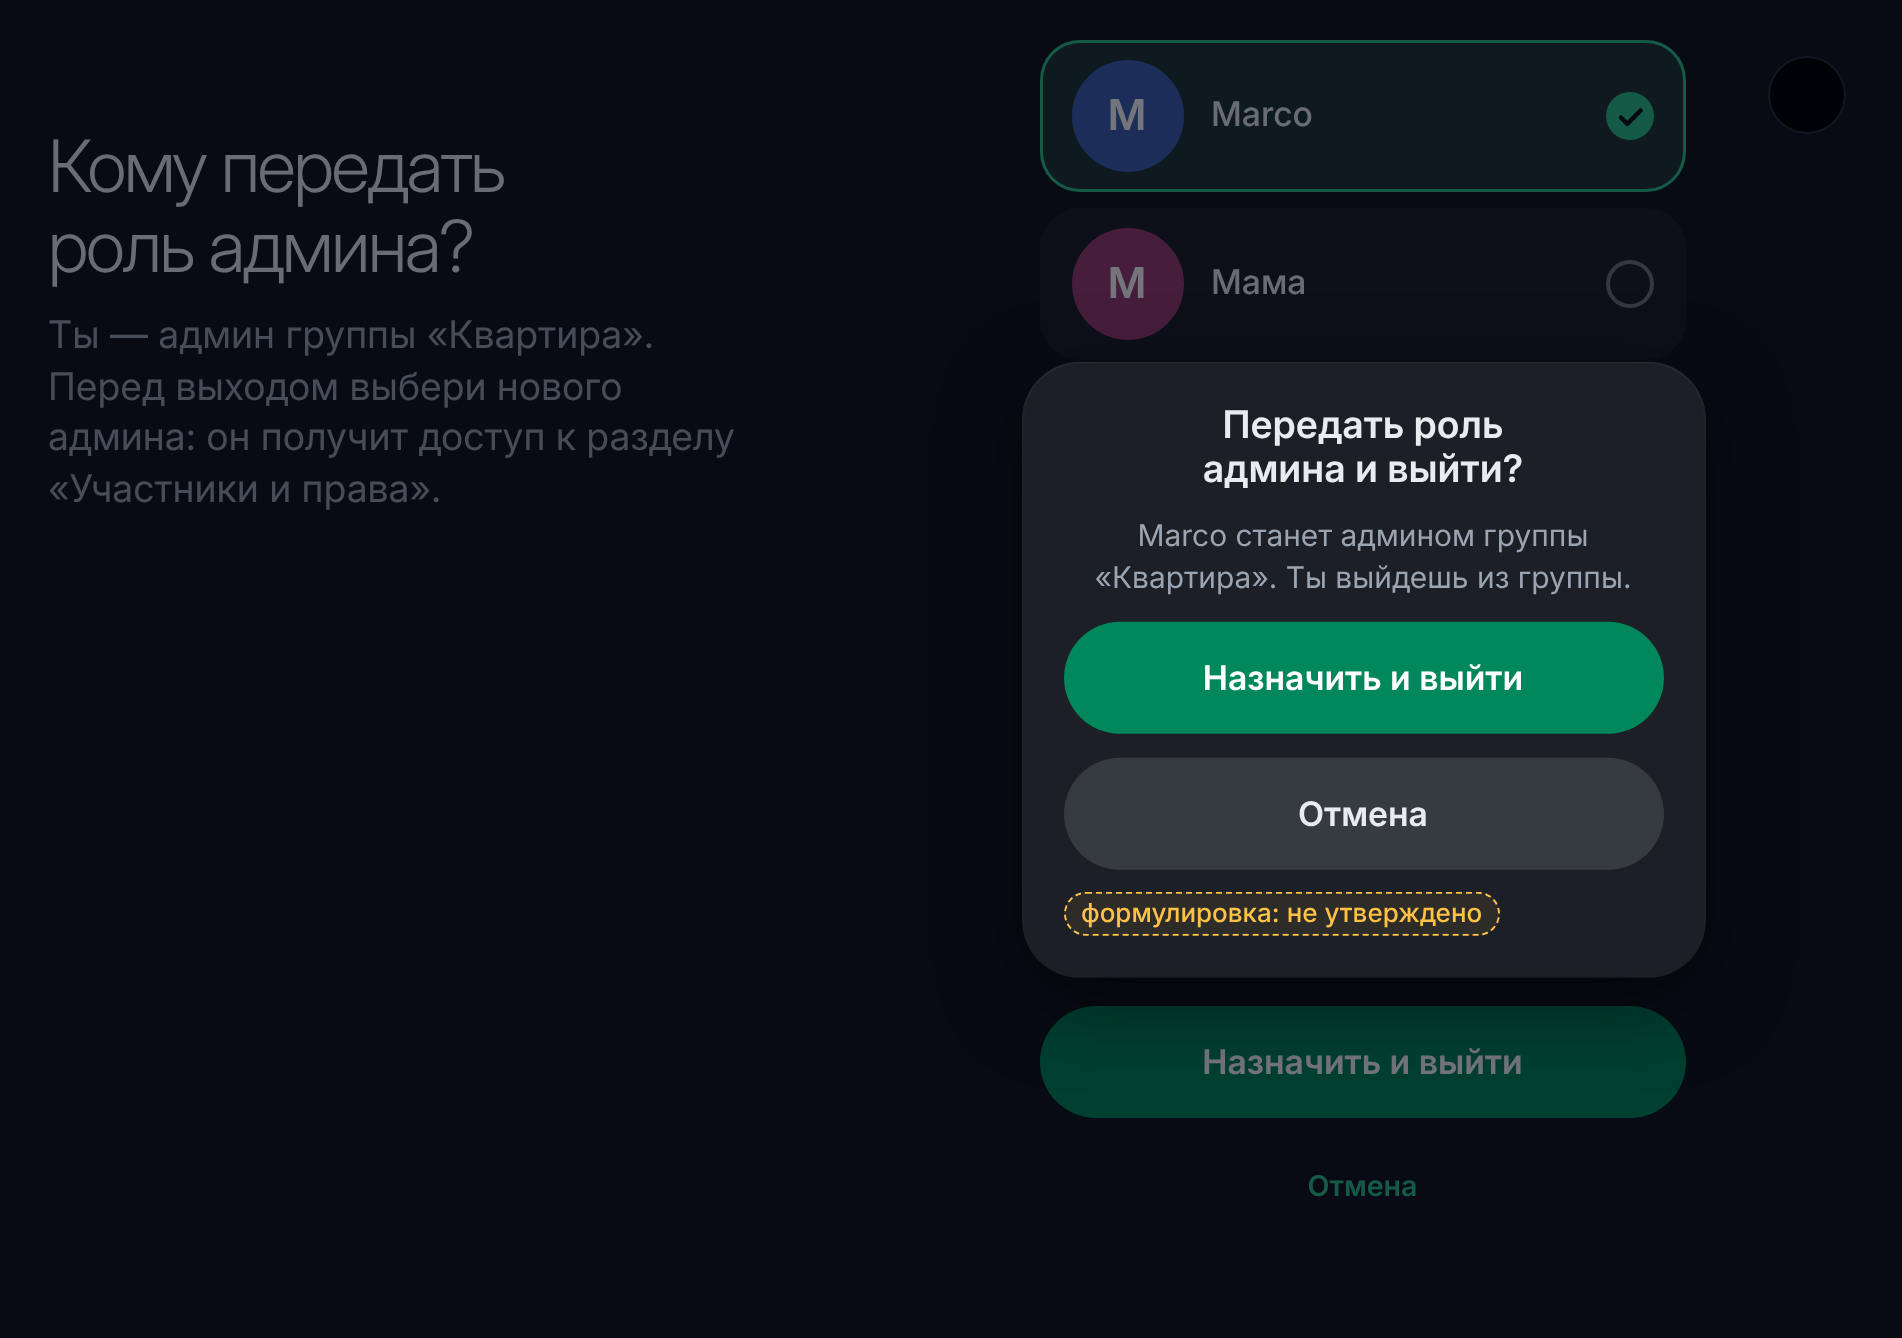 Кому передать
роль админа?
Ты — админ группы «Квартира».
Перед выходом выбери нового
админа: он получит доступ к разделу
«Участники и права».
M
Marco
М
Мама
Передать роль
админа и выйти?
Marco станет админом группы
«Квартира». Ты выйдешь из группы.
Назначить и выйти
Отмена
формулировка: не утверждено
Назначить и выйти
Отмена